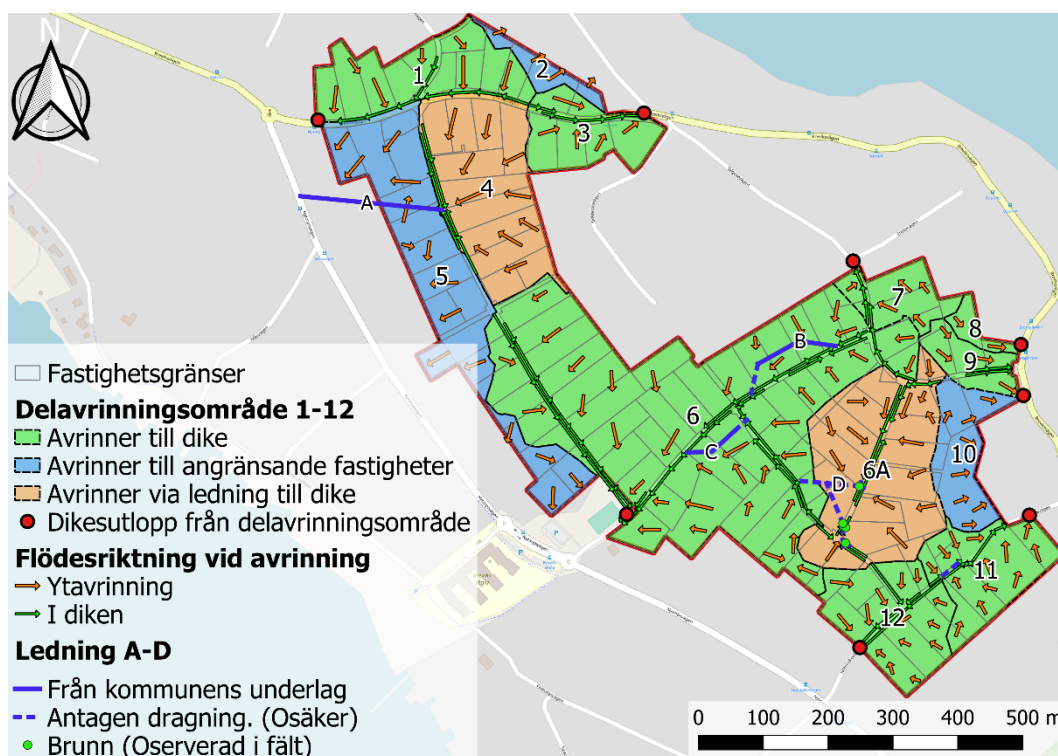 N
1
2
3
4
A
5
7
8
B
9
6
C
10
6A
D
11
12
Fastighetsgränser
Delavrinningsområde 1-12
Avrinner till dike
Avrinner till angränsande fastigheter
Avrinner via ledning till dike
Dikesutlopp från delavrinningsområde
Flödesriktning vid avrinning
Ytavrinning
I diken
Ledning A-D
Från kommunens underlag
Antagen dragning. (Osäker)
Brunn (Oserverad i fält)
0 100 200 300 400 500 m